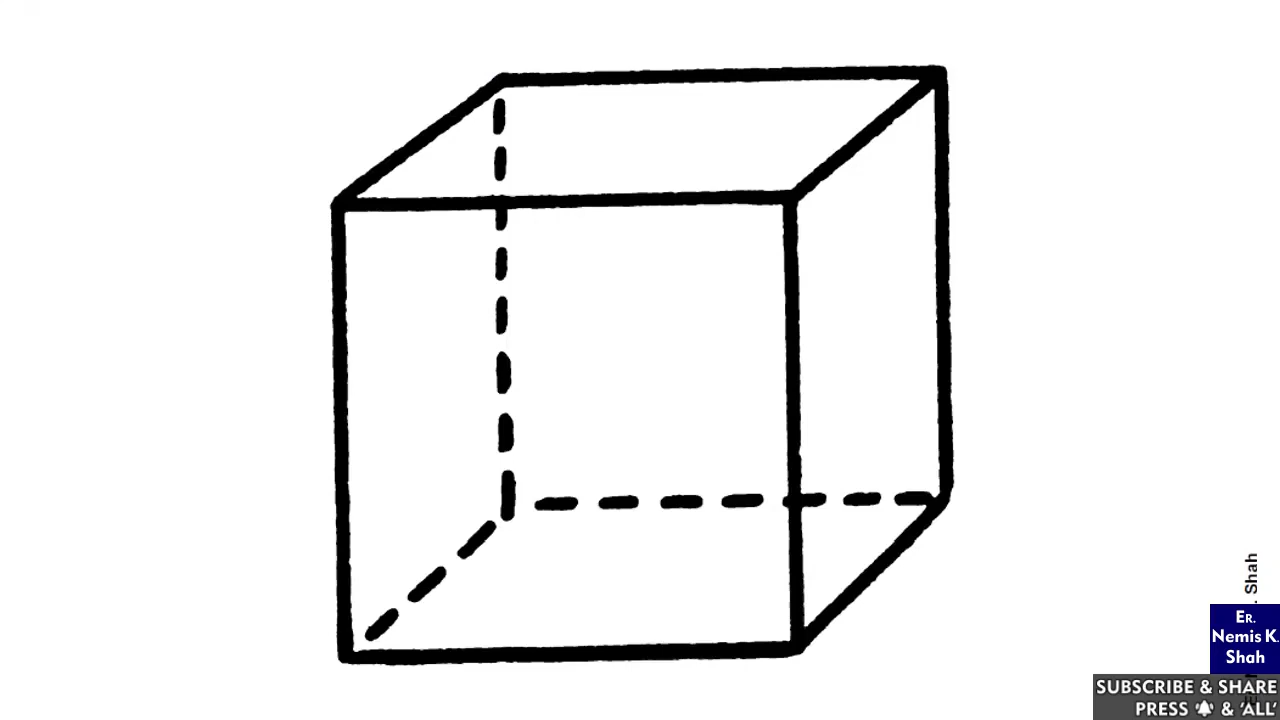 . Shah
ER.
Nemis K.
Shah
SUBSCRIBE & SHARE
PRESS 🔔 & ‘ALL’